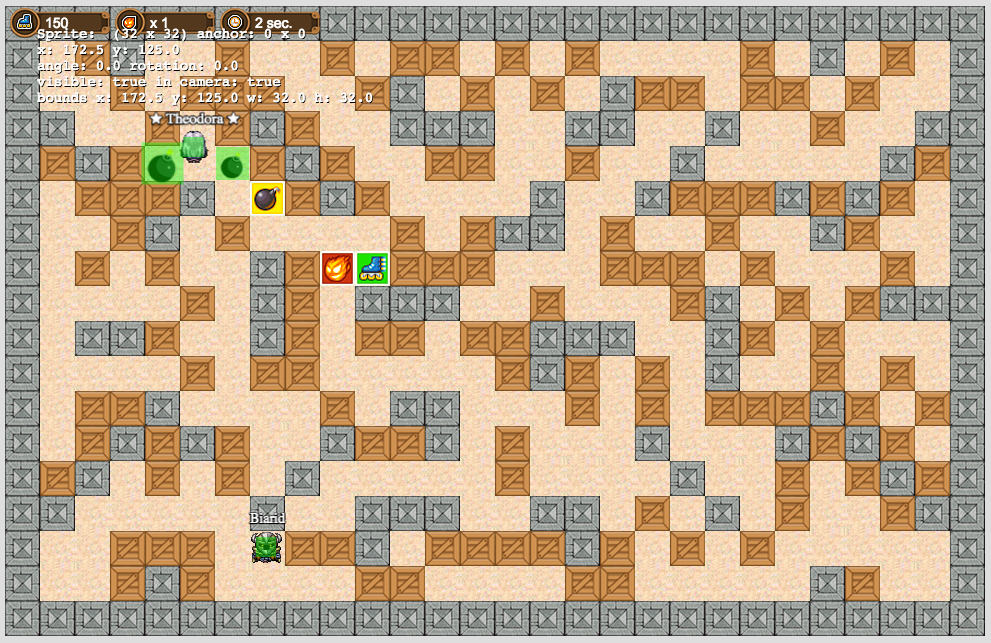 150 x 1 2 sec.
Sprite: (32 x 32) anchor: 0 x 0
x: 172.5 y: 125.0
angle: 0.0 rotation: 0.0
visible: true in camera: true
bounds x: 172.5 y: 125.0 w: 32.0 h: 32.0
★ Theodora ★
Biarid